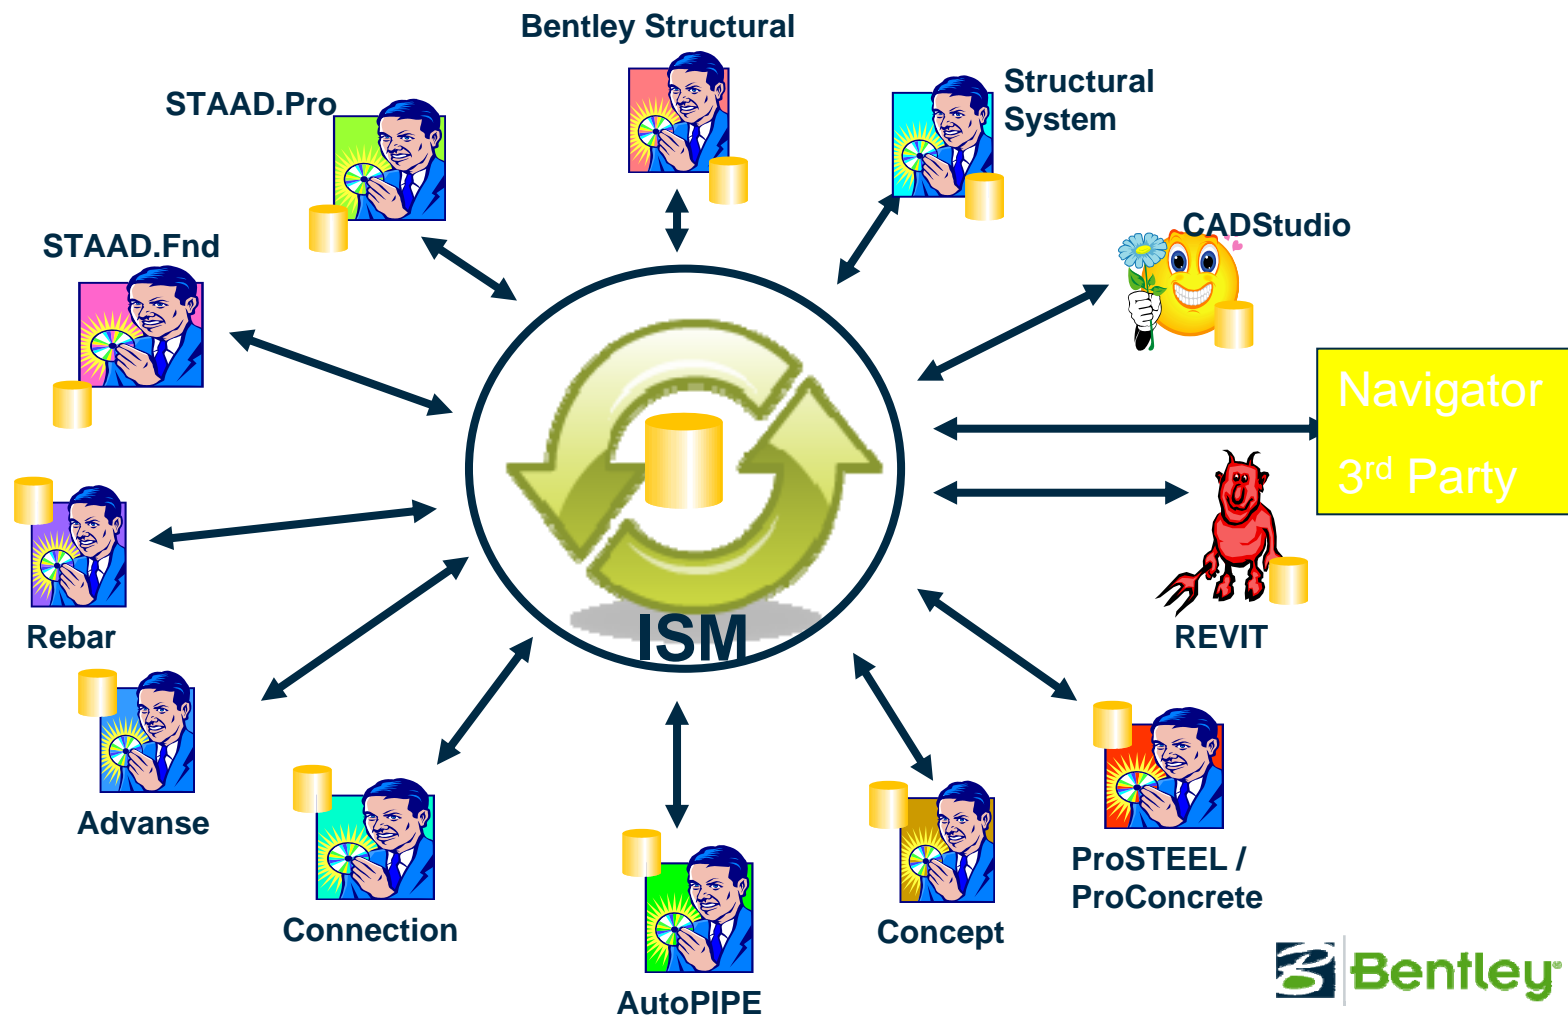 Bentley Structural
Structural
System
STAAD.Pro
CADStudio
STAAD.Fnd
Navigator
3rd Party
ISM
Rebar
REVIT
Advanse
ProSTEEL /
ProConcrete
Connection
Concept
AutoPIPE
Bentley®